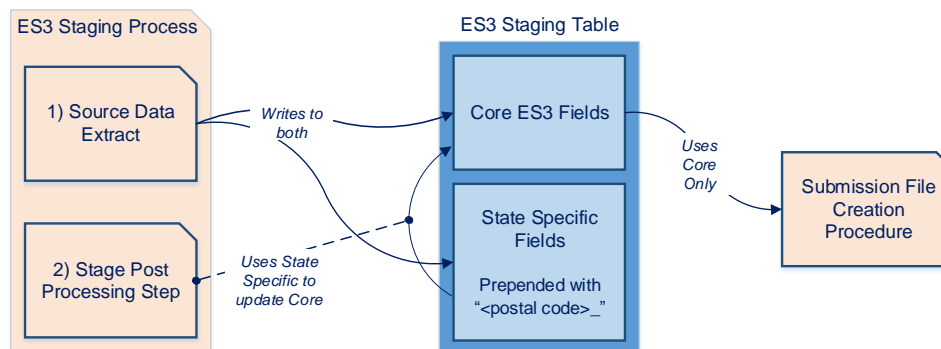 ES3 Staging Process
1) Source Data
Extract
2) Stage Post
Processing Step
Writes to
both
Uses State
Specific to
update Core
ES3 Staging Table
Core ES3 Fields
State Specific
Fields
Prepended with
“<postal code>_”
Uses
Core
Only
Submission File
Creation
Procedure